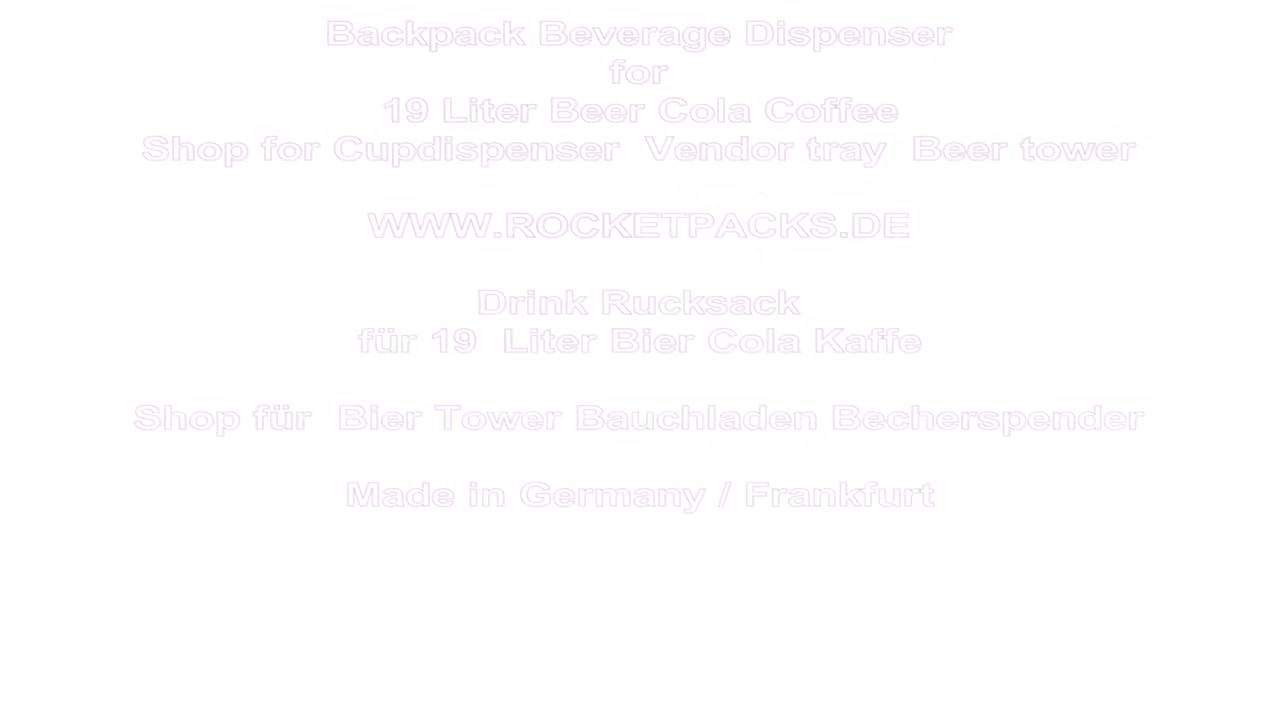 Backpack Beverage Dispenser
for
19 Liter Beer Cola Coffee
Shop for Cupdispenser Vendor tray Beer tower
WWW.ROCKETPACKS.DE
Drink Rucksack
für 19 Liter Bier Cola Kaffe
Shop für Bier Tower Bauchladen Becherspender
Made in Germany / Frankfurt